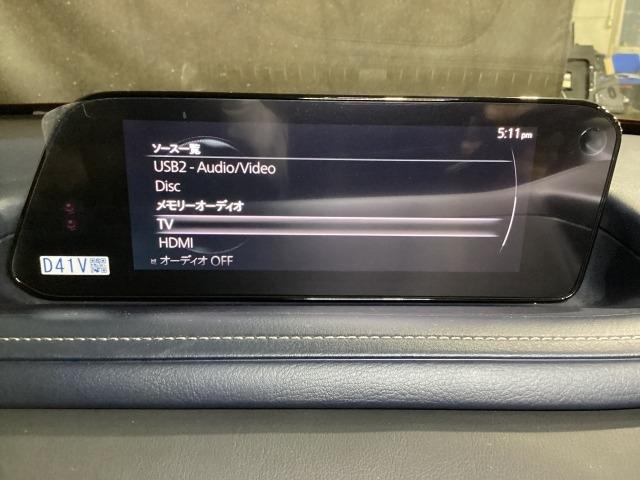 5:11pm
ソース一覧
USB2 - Audio/Video
Disc
メモリーオーディオ
TV
HDMI
オーディオ OFF
D41V